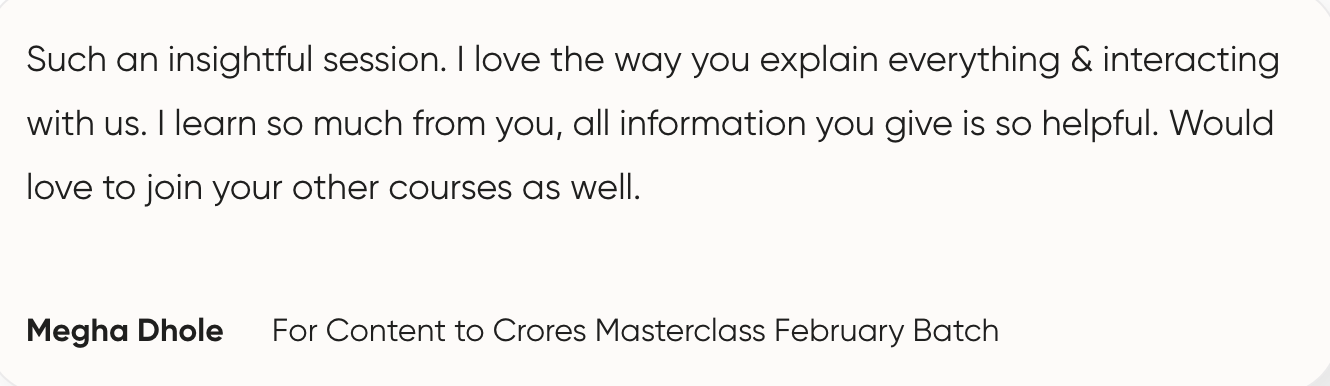 Such an insightful session. I love the way you explain everything & interacting
with us. I learn so much from you, all information you give is so helpful. Would
love to join your other courses as well.
Megha Dhole For Content to Crores Masterclass February Batch